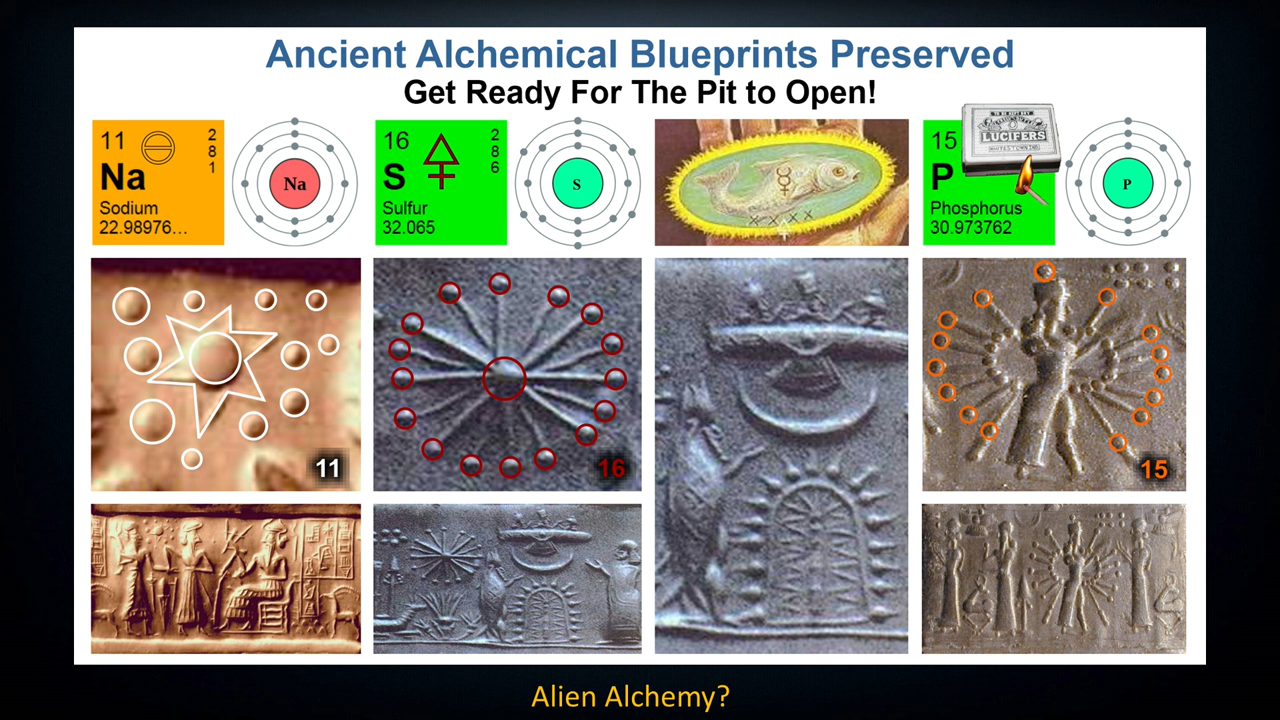 Ancient Alchemical Blueprints Preserved
Get Ready For The Pit to Open!
11
2
8
1
Na
Sodium
22.98976...
Na
16
2
8
6
S
Sulfur
32.065
S
15
P
Phosphorus
30.973762
LUCIFERS
P
11
16
15
Alien Alchemy?